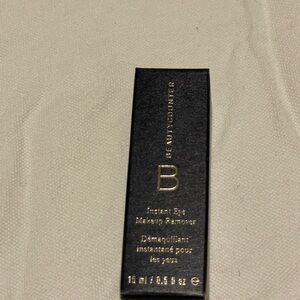 BEAUTYCOUNTER
B
Instant Eye
Makeup Remover
Démaquillant
instantané pour
les yeux
15 ml / 0.5 fl oz ℮